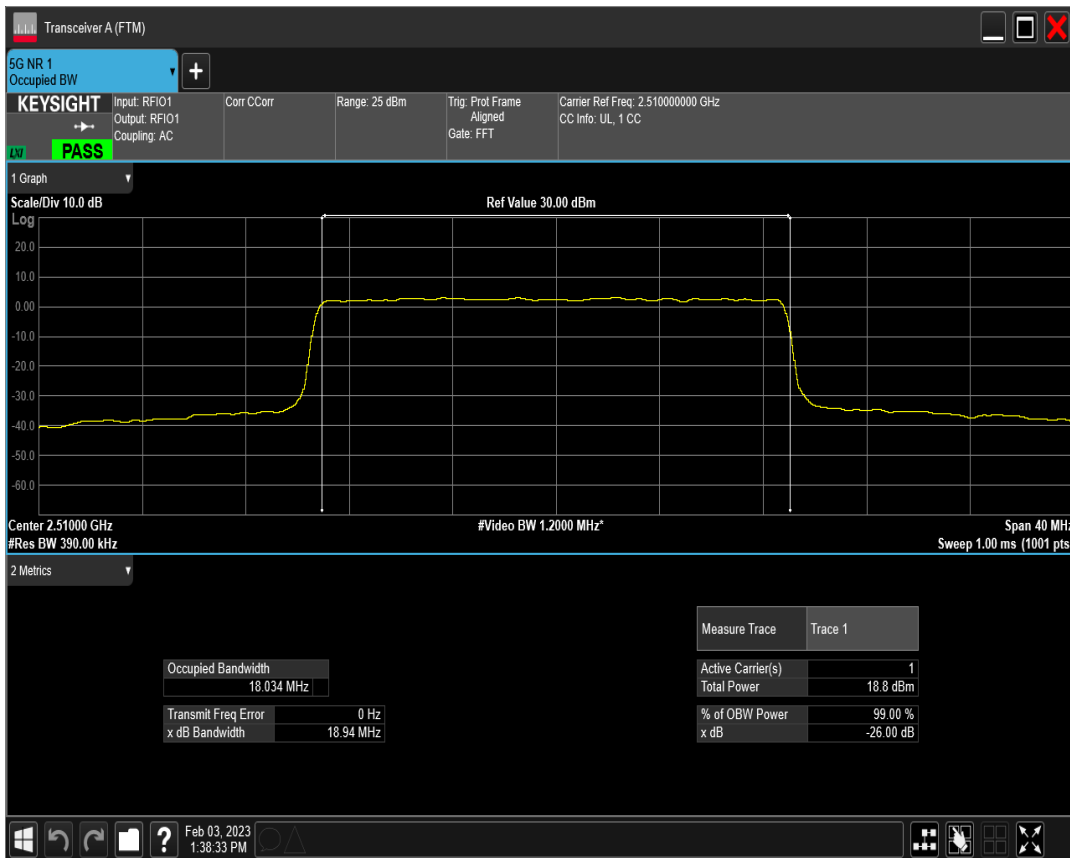 Transceiver A (FTM)
5G NR 1
Occupied BW
+
KEYSIGHT
LXI
PASS
Input: RFIO1
Output: RFIO1
Coupling: AC
Corr CCorr
Range: 25 dBm
Trig: Prot Frame
Aligned
Gate: FFT
Carrier Ref Freq: 2.510000000 GHz
CC Info: UL, 1 CC
1 Graph
Scale/Div 10.0 dB
Ref Value 30.00 dBm
Log
20.0
10.0
0.00
-10.0
-20.0
-30.0
-40.0
-50.0
-60.0
Center 2.51000 GHz
#Video BW 1.2000 MHz*
Span 40 MHz
#Res BW 390.00 kHz
Sweep 1.00 ms (1001 pts
2 Metrics
Measure Trace Trace 1
Occupied Bandwidth
18.034 MHz
Active Carrier(s) 1
Total Power 18.8 dBm
Transmit Freq Error 0 Hz
x dB Bandwidth 18.94 MHz
% of OBW Power 99.00 %
x dB -26.00 dB
?
Feb 03, 2023
1:38:33 PM